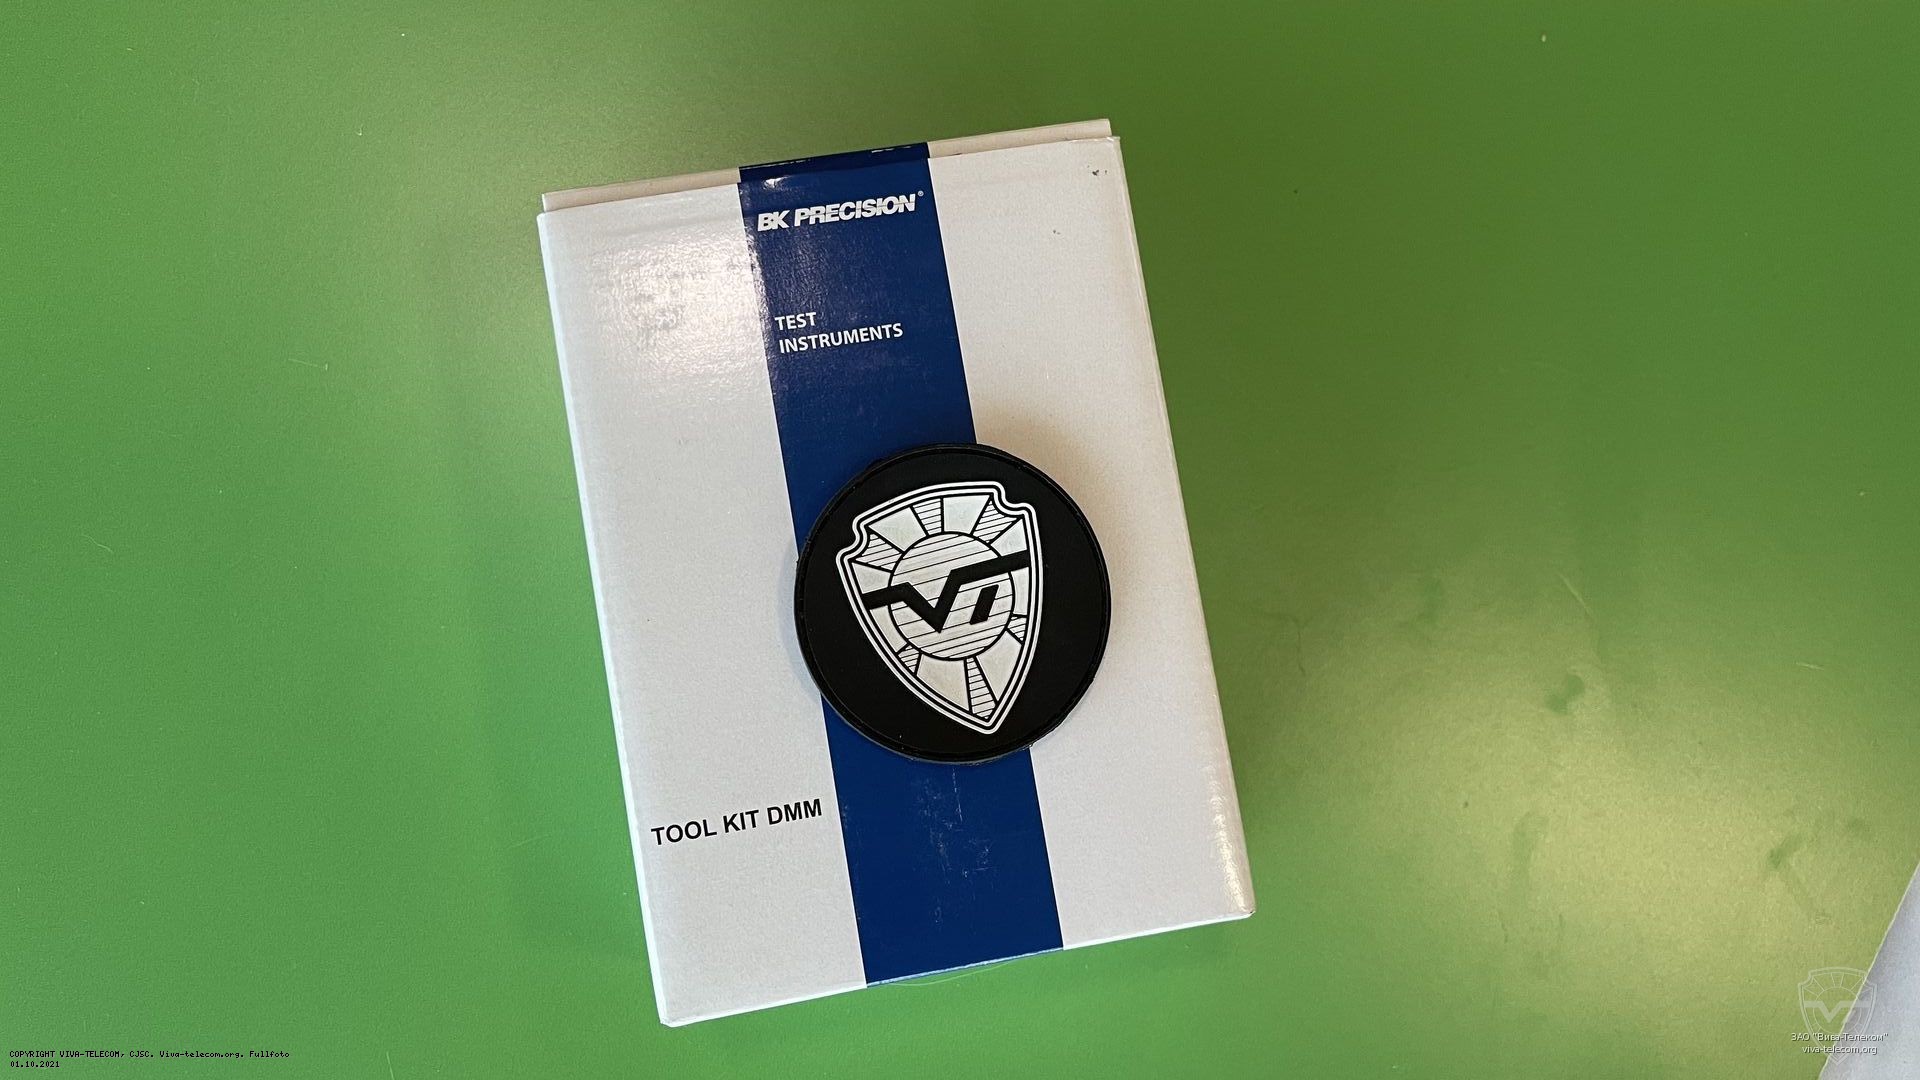 BK PRECISION®
TEST
INSTRUMENTS
TOOL KIT DMM
COPYRIGHT VIVA-TELECOM, CJSC. Viva-telecom.org. Fullfoto
01.10.2021
ЗАО "Вива-Телеком"
viva-telecom.org